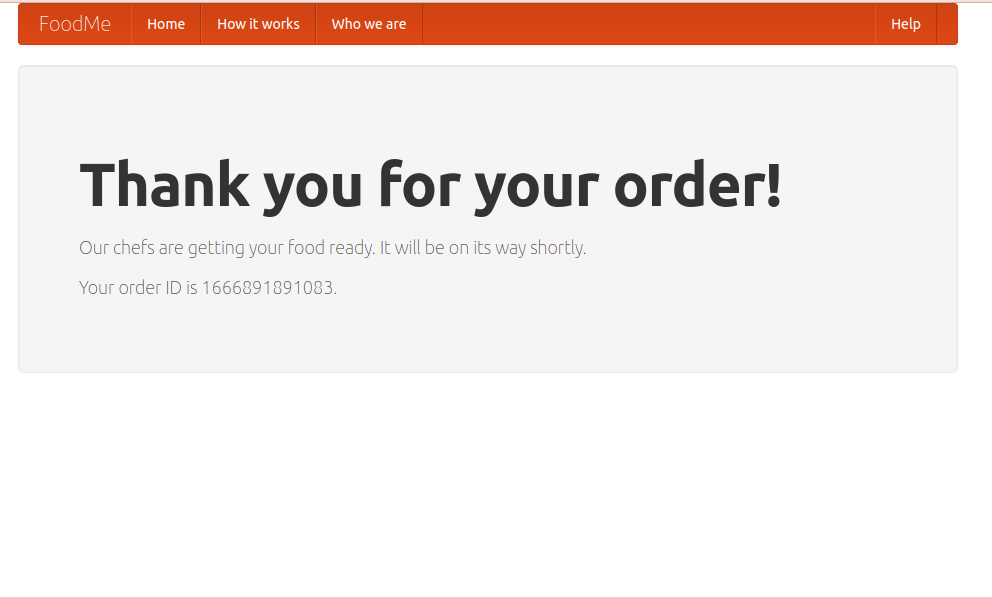 FoodMe Home How it works Who we are Help
Thank you for your order!
Our chefs are getting your food ready. It will be on its way shortly.
Your order ID is 1666891891083.